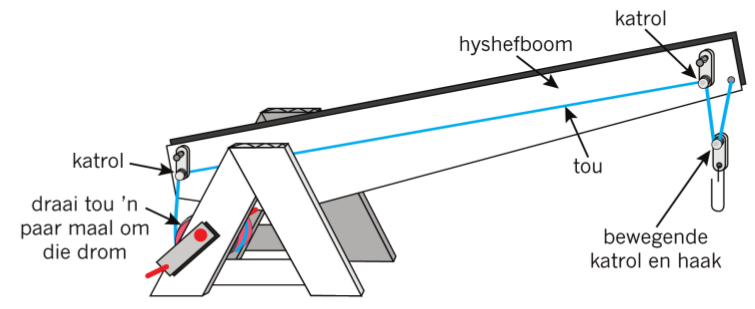 katrol
hyshefboom
katrol
tou
draai tou 'n
paar maal om
die drom
bewegende
katrol en haak